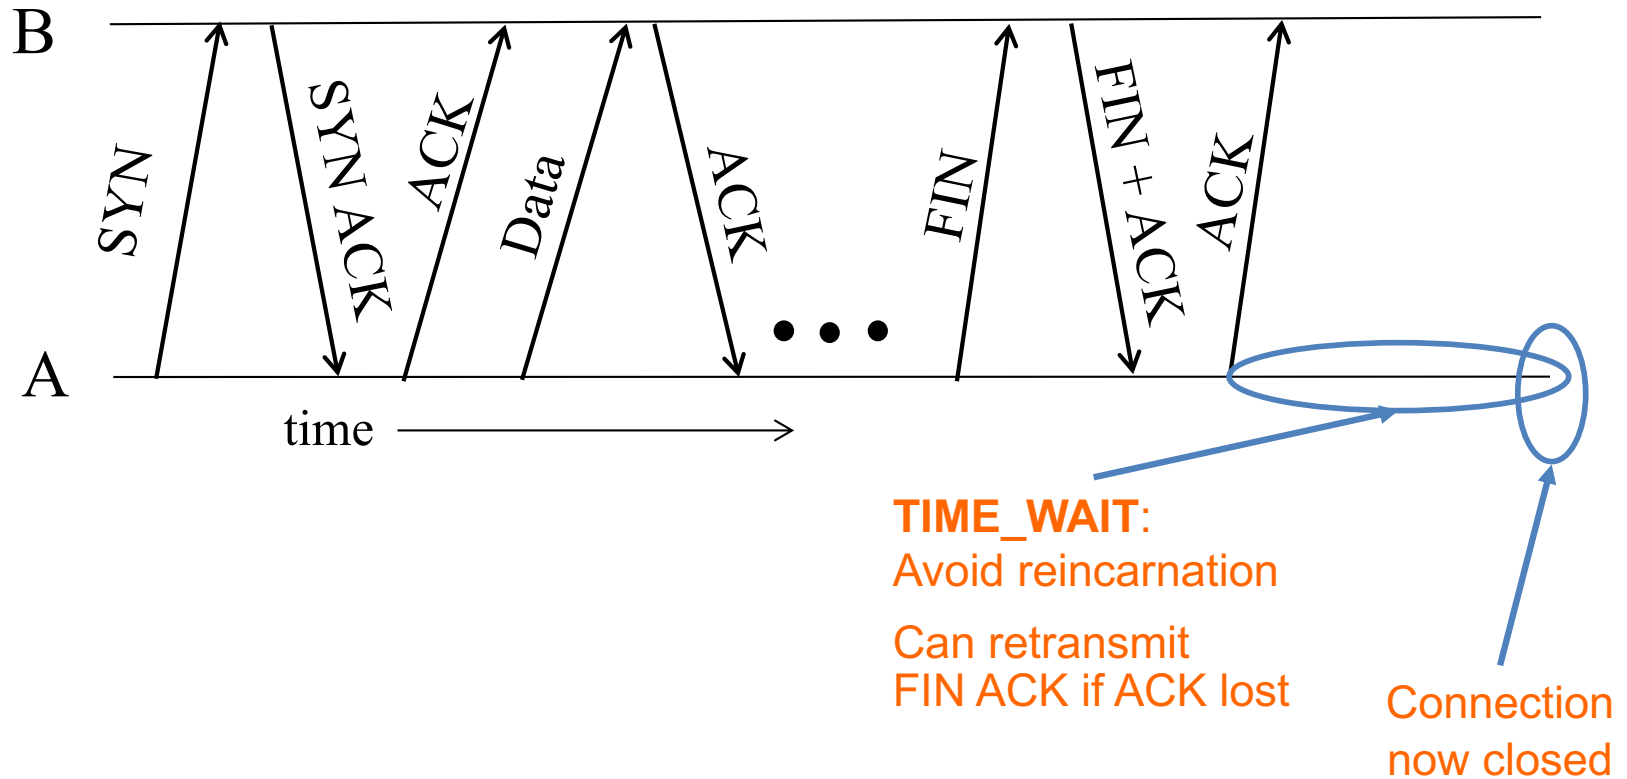 B
SYN
SYN ACK
ACK
Data
ACK
FIN
FIN + ACK
ACK
A
time
TIME_WAIT:
Avoid reincarnation
Can retransmit
FIN ACK if ACK lost
Connection
now closed